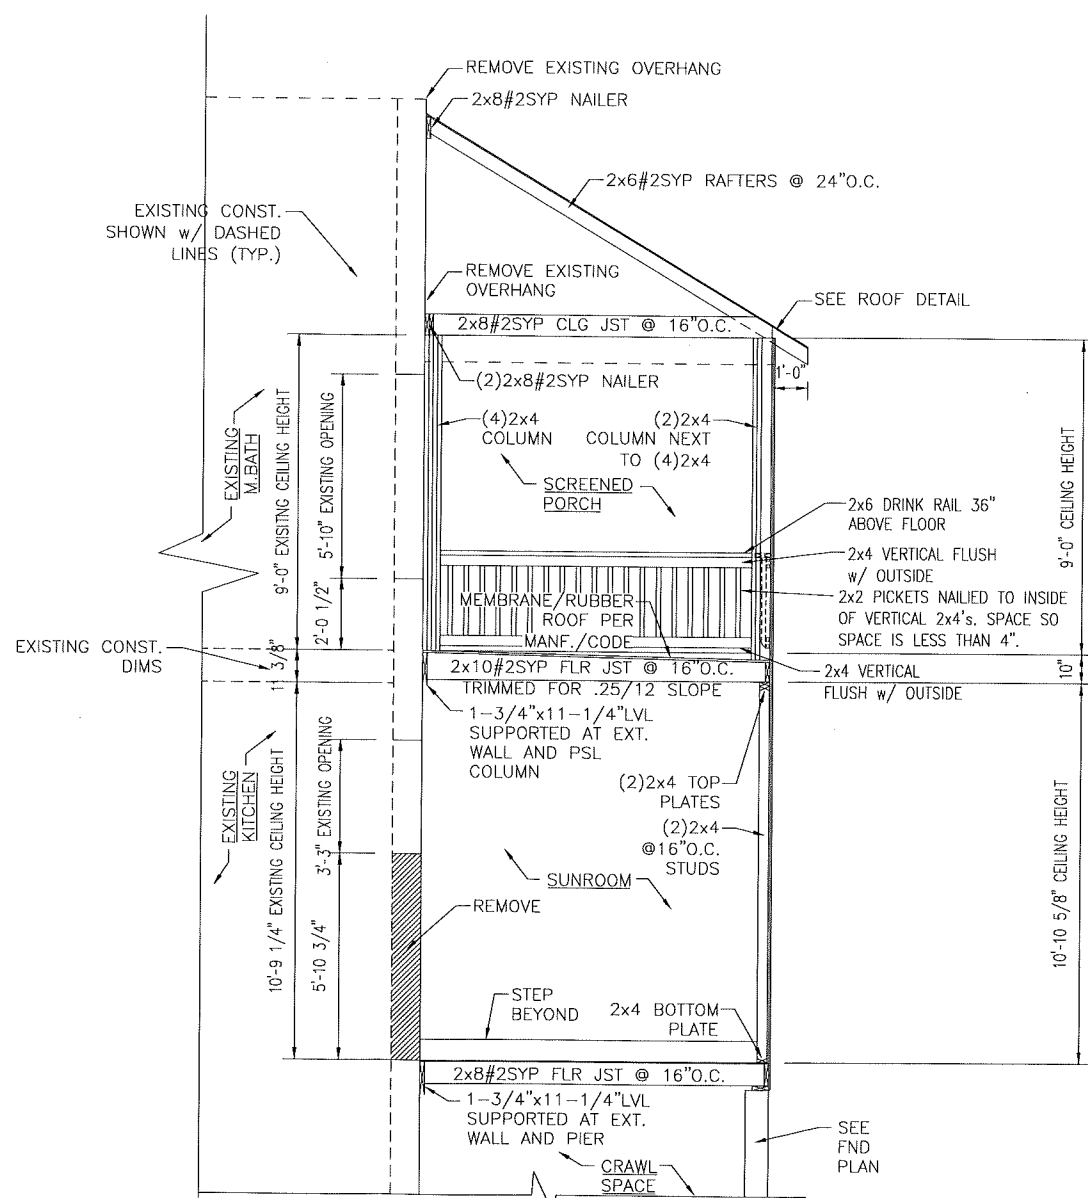 REMOVE EXISTING OVERHANG
2x8#2SYP NAILER
2x6#2SYP RAFTERS @ 24"O.C.
EXISTING CONST.
SHOWN w/ DASHED
LINES (TYP.)
REMOVE EXISTING
OVERHANG
SEE ROOF DETAIL
2x8#2SYP CLG JST @ 16"O.C.
1'-0"
(2)2x8#2SYP NAILER
(4)2x4
COLUMN
(2)2x4
COLUMN NEXT
TO (4)2x4
SCREENED
PORCH
EXISTING
M.BATH
9'-0" EXISITNG CEILING HEIGHT
5'-10" EXISTING OPENING
2'-0 1/2"
9'-0" CEILING HEIGHT
2x6 DRINK RAIL 36"
ABOVE FLOOR
2x4 VERTICAL FLUSH
w/ OUTSIDE
2x2 PICKETS NAILIED TO INSIDE
OF VERTICAL 2x4's. SPACE SO
SPACE IS LESS THAN 4".
MEMBRANE/RUBBER
ROOF PER
MANF./CODE
EXISTING CONST.
DIMS
11 3/8"
2x10#2SYP FLR JST @ 16"O.C.
TRIMMED FOR .25/12 SLOPE
2x4 VERTICAL
FLUSH w/ OUTSIDE
10"
1-3/4"x11-1/4"LVL
SUPPORTED AT EXT.
WALL AND PSL
COLUMN
(2)2x4 TOP
PLATES
(2)2x4
@16"O.C.
STUDS
EXISTING
KITCHEN
10'-9 1/4" EXISTING CEILING HEIGHT
3'-3" EXISTING OPENING
5'-10 3/4"
10'-10 5/8" CEILING HEIGHT
SUNROOM
REMOVE
STEP
BEYOND
2x4 BOTTOM
PLATE
2x8#2SYP FLR JST @ 16"O.C.
1-3/4"x11-1/4"LVL
SUPPORTED AT EXT.
WALL AND PIER
SEE
FND
PLAN
CRAWL
SPACE